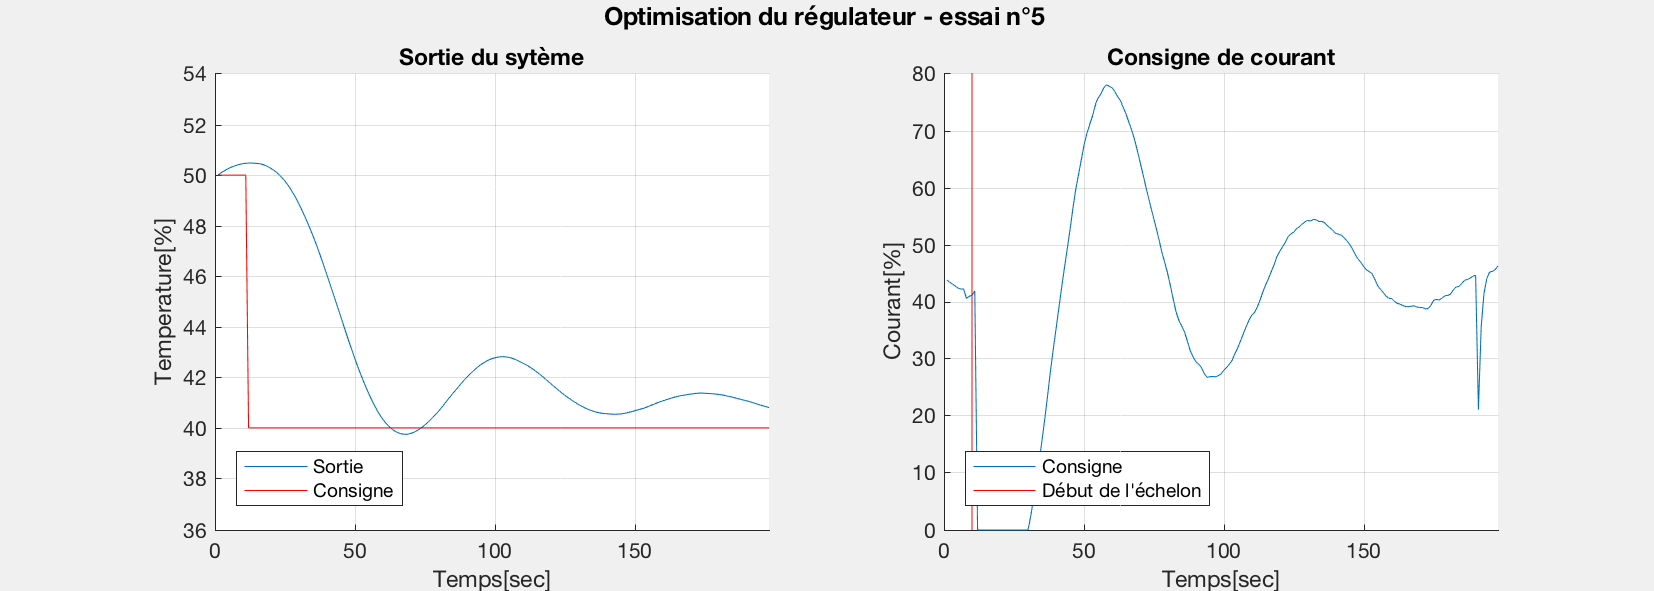 Optimisation du régulateur - essai n°5
Sortie du sytème
54
52
50
48
46
44
42
40
38
36
0
50
100
150
Temperature[%]
Temps[sec]
Sortie
Consigne
Consigne de courant
80
70
60
50
40
30
20
10
0
0
50
100
150
Courant[%]
Temps[sec]
Consigne
Début de l'échelon